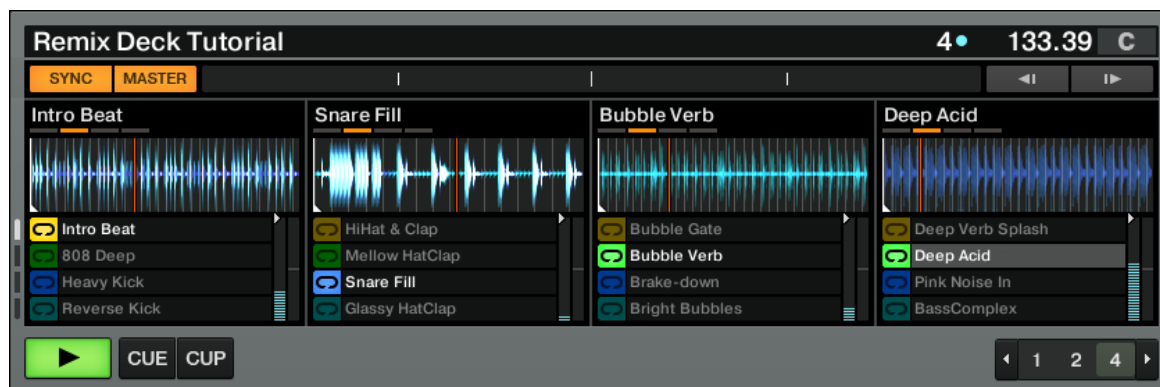 Remix Deck Tutorial 4 133.39 C
SYNC MASTER
Intro Beat Snare Fill Bubble Verb Deep Acid
Intro Beat HiHat & Clap Bubble Gate Deep Verb Splash
808 Deep Mellow HatClap Bubble Verb Deep Acid
Heavy Kick Snare Fill Brake-down Pink Noise In
Reverse Kick Glassy HatClap Bright Bubbles BassComplex
CUE CUP 1 2 4